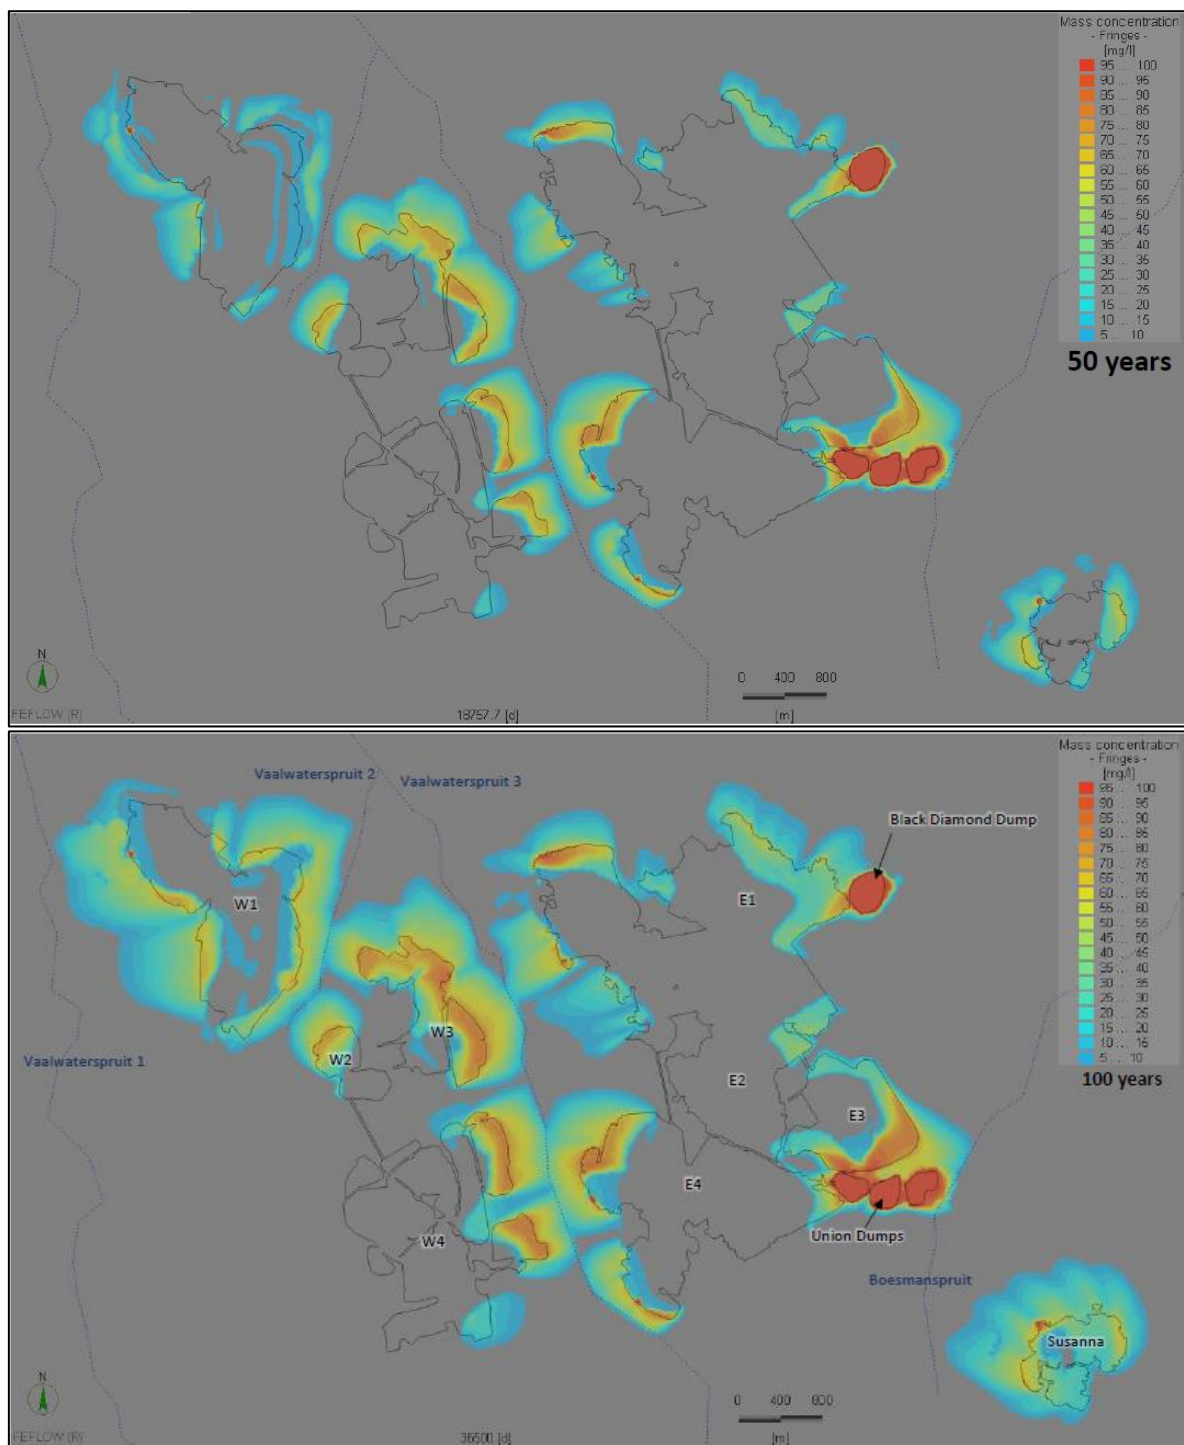 Mass concentration
- Fringes -
[mg/l]
95 ... 100
90 ... 95
85 ... 90
80 ... 85
75 ... 80
70 ... 75
65 ... 70
60 ... 65
55 ... 60
50 ... 55
45 ... 50
40 ... 45
35 ... 40
30 ... 35
25 ... 30
20 ... 25
15 ... 20
10 ... 15
5 ... 10
50 years
N
FEFLOW (R)
18757.7 [d]
0 400 800
[m]
Mass concentration
- Fringes -
[mg/l]
95 ... 100
90 ... 95
85 ... 90
80 ... 85
75 ... 80
70 ... 75
65 ... 70
60 ... 65
55 ... 60
50 ... 55
45 ... 50
40 ... 45
35 ... 40
30 ... 35
25 ... 30
20 ... 25
15 ... 20
10 ... 15
5 ... 10
100 years
Vaalwaterspruit 2
Vaalwaterspruit 3
Black Diamond Dump
W1
E1
W3
Vaalwaterspruit 1
W2
E2
E3
E4
W4
Union Dumps
Boesmanspruit
Susanna
N
FEFLOW (R)
36500 [d]
0 400 800
[m]